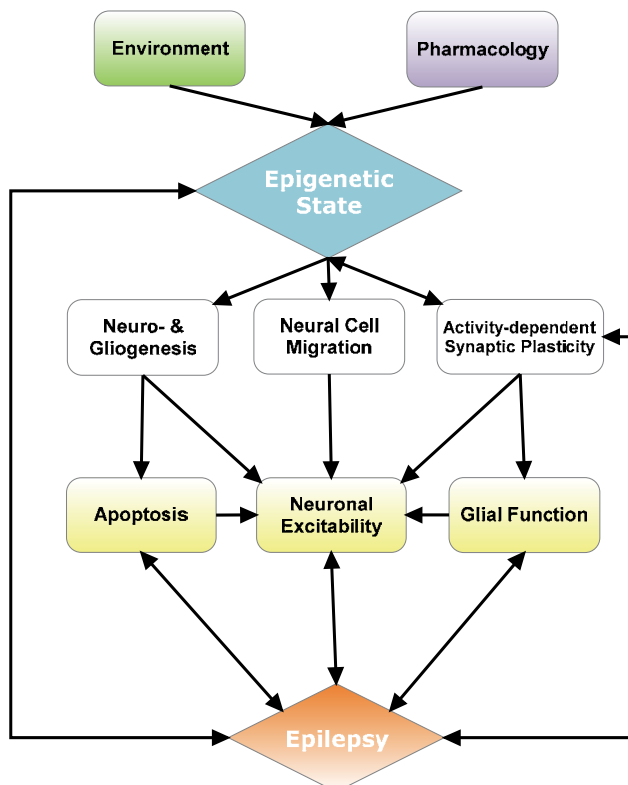 Environment
Pharmacology
Epigenetic
State
Neuro- &
Gliogenesis
Neural Cell
Migration
Activity-dependent
Synaptic Plasticity
Apoptosis
Neuronal
Excitability
Glial Function
Epilepsy